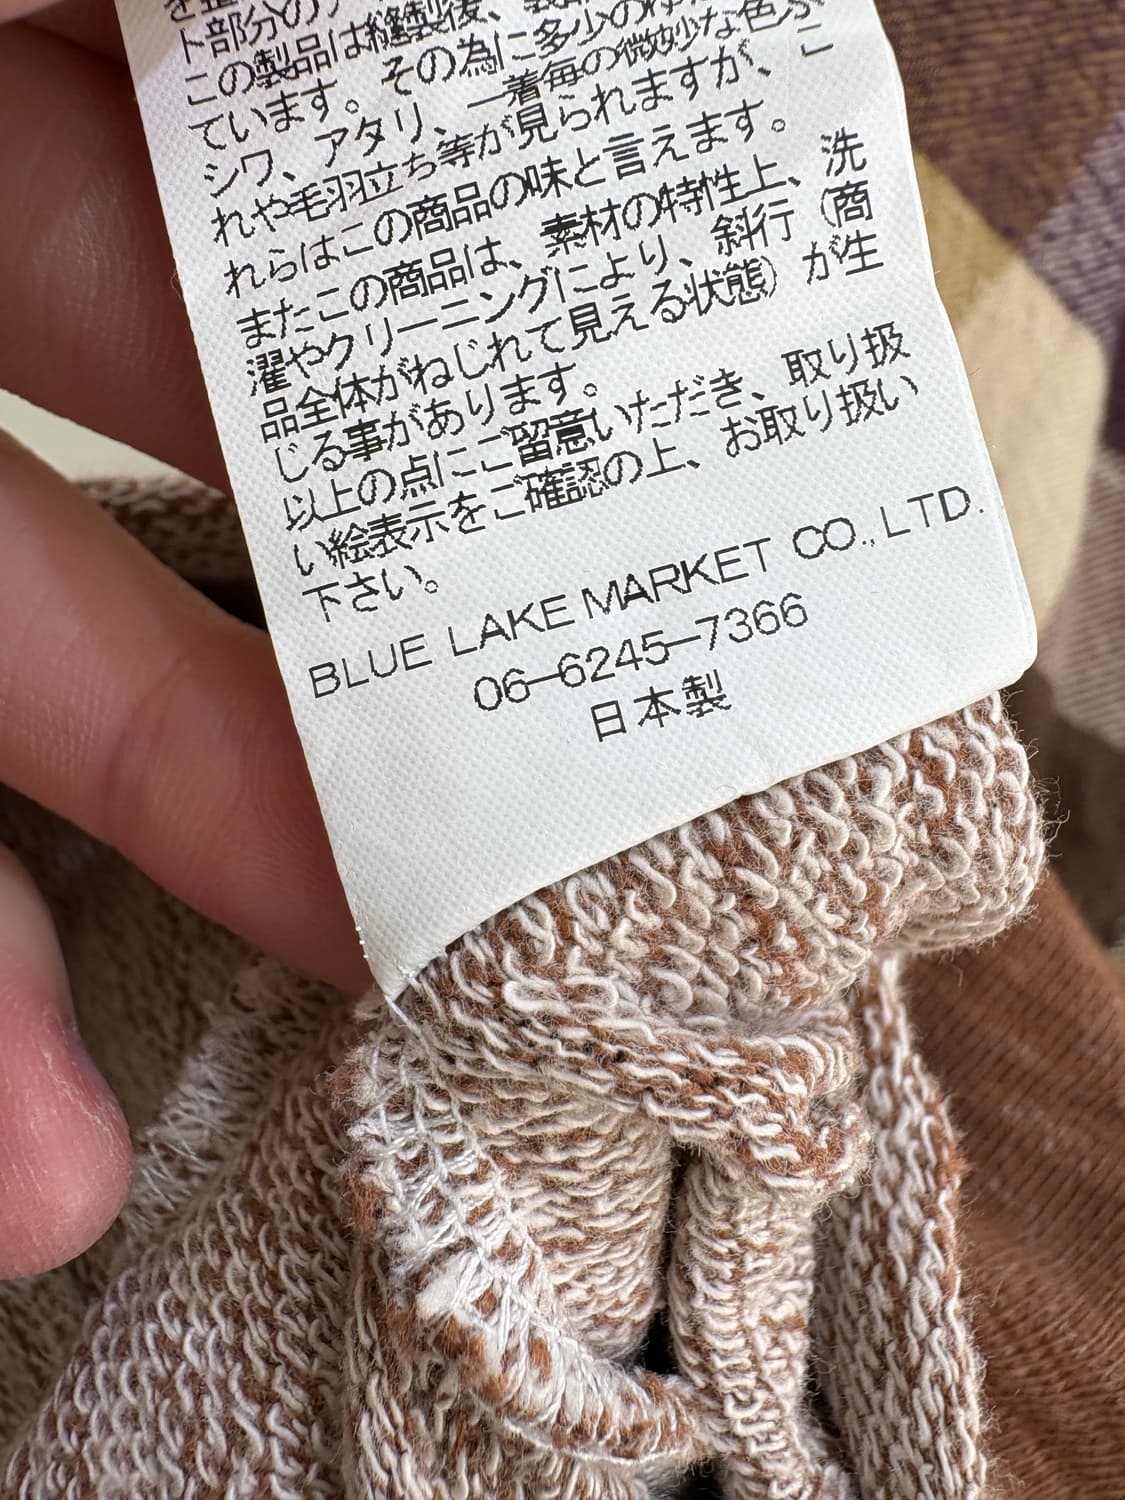 ト部分の
この製品は縫製後、
ています。その為に多少の
シワ、アタリ、一着毎の微妙な色
れや毛羽立ち等が見られますが、こ
れらはこの商品の味と言えます。
またこの商品は、素材の特性上、洗
濯やクリーニングにより、斜行（商
品全体がねじれて見える状態）が生
じる事があります。
以上の点にご留意いただき、取り扱
い絵表示をご確認の上、お取り扱い
下さい。
BLUE LAKE MARKET CO.,LTD.
06-6245-7366
日本製